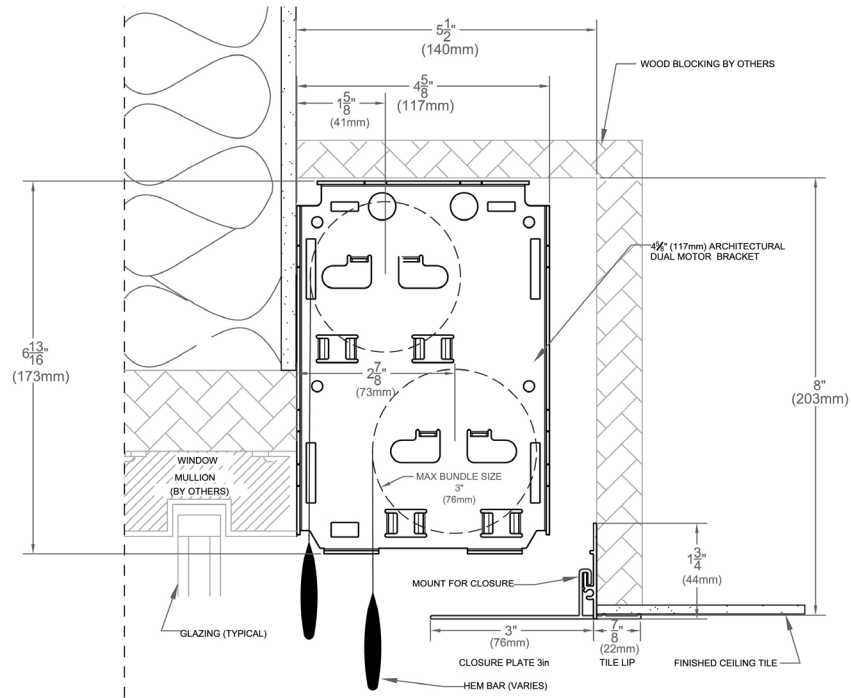 5 1/2"
(140mm)
WOOD BLOCKING BY OTHERS
4 5/8"
(117mm)
1 5/8"
(41mm)
4⅝" (117mm) ARCHITECTURAL
DUAL MOTOR BRACKET
6 13/16"
(173mm)
2 7/8"
(73mm)
8"
(203mm)
WINDOW
MULLION
(BY OTHERS)
MAX BUNDLE SIZE
3"
(76mm)
1 3/4"
(44mm)
MOUNT FOR CLOSURE
GLAZING (TYPICAL)
3"
(76mm)
7/8"
(22mm)
CLOSURE PLATE 3in
TILE LIP
FINISHED CEILING TILE
HEM BAR (VARIES)